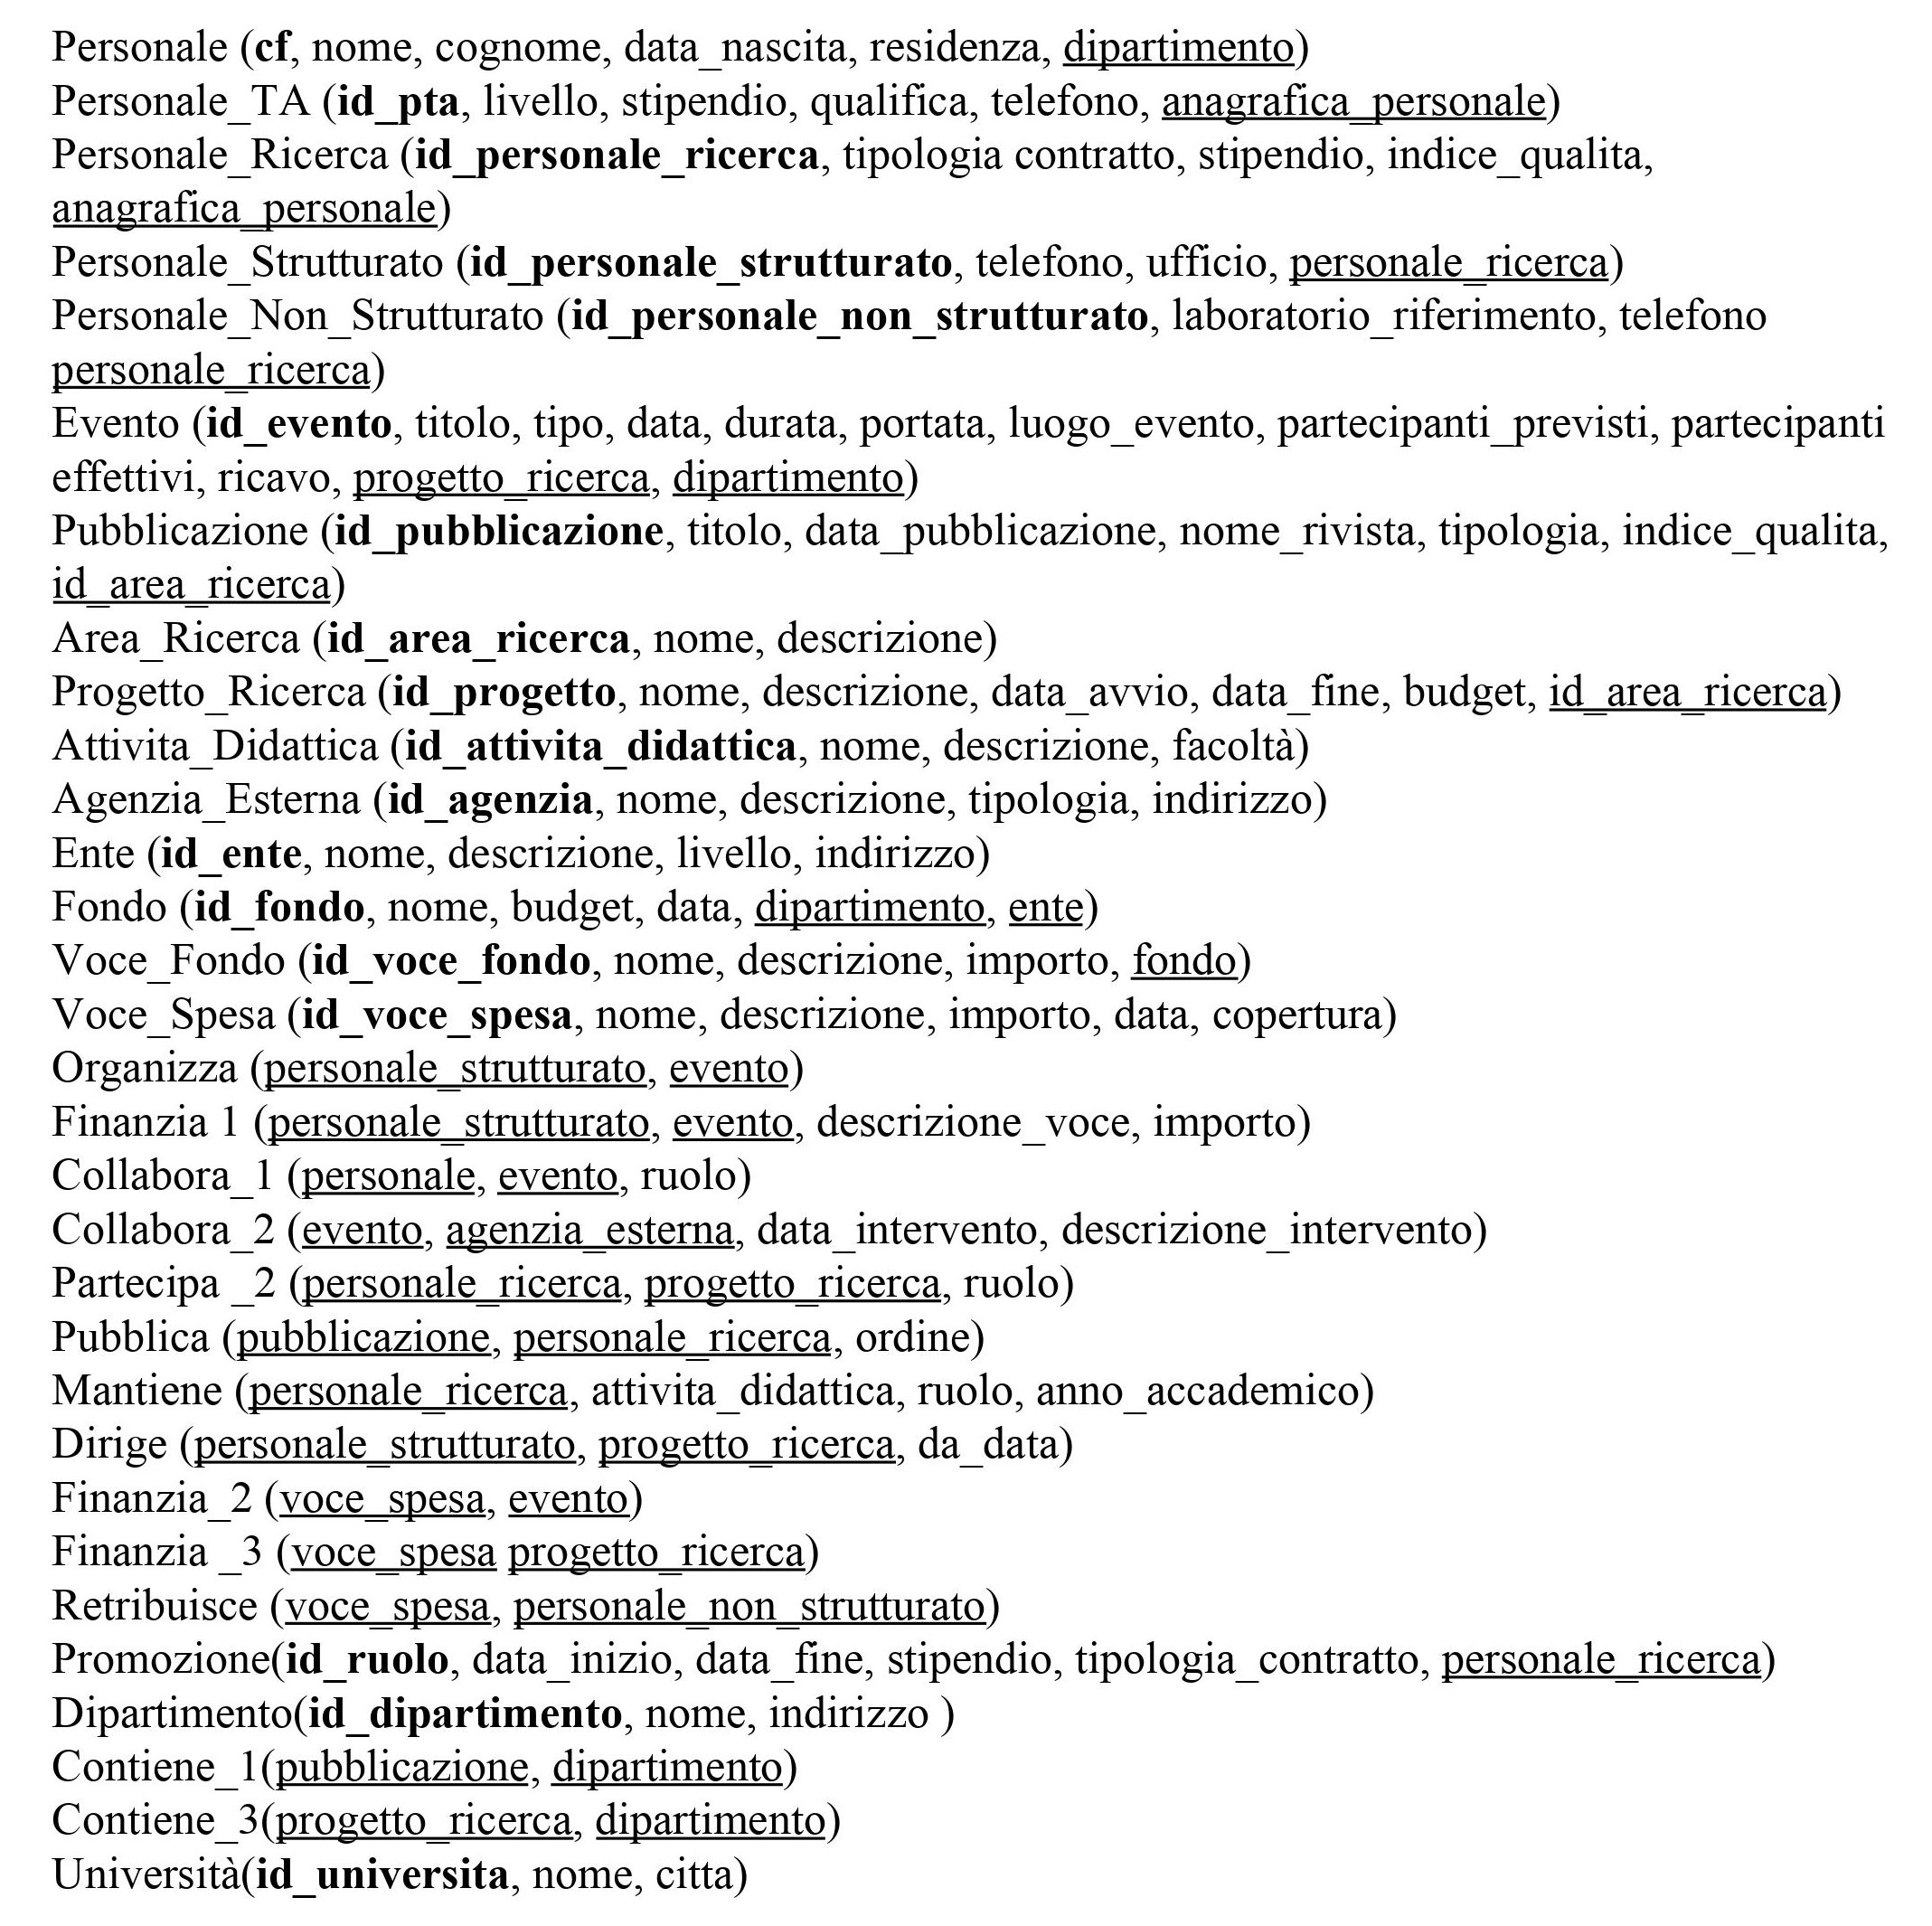 Personale (cf, nome, cognome, data_nascita, residenza, dipartimento)
Personale_TA (id_pta, livello, stipendio, qualifica, telefono, anagrafica_personale)
Personale_Ricerca (id_personale_ricerca, tipologia contratto, stipendio, indice_qualita,
anagrafica_personale)
Personale_Strutturato (id_personale_strutturato, telefono, ufficio, personale_ricerca)
Personale_Non_Strutturato (id_personale_non_strutturato, laboratorio_riferimento, telefono
personale_ricerca)
Evento (id_evento, titolo, tipo, data, durata, portata, luogo_evento, partecipanti_previsti, partecipanti
effettivi, ricavo, progetto_ricerca, dipartimento)
Pubblicazione (id_pubblicazione, titolo, data_pubblicazione, nome_rivista, tipologia, indice_qualita,
id_area_ricerca)
Area_Ricerca (id_area_ricerca, nome, descrizione)
Progetto_Ricerca (id_progetto, nome, descrizione, data_avvio, data_fine, budget, id_area_ricerca)
Attivita_Didattica (id_attivita_didattica, nome, descrizione, facoltà)
Agenzia_Esterna (id_agenzia, nome, descrizione, tipologia, indirizzo)
Ente (id_ente, nome, descrizione, livello, indirizzo)
Fondo (id_fondo, nome, budget, data, dipartimento, ente)
Voce_Fondo (id_voce_fondo, nome, descrizione, importo, fondo)
Voce_Spesa (id_voce_spesa, nome, descrizione, importo, data, copertura)
Organizza (personale_strutturato, evento)
Finanzia 1 (personale_strutturato, evento, descrizione_voce, importo)
Collabora_1 (personale, evento, ruolo)
Collabora_2 (evento, agenzia_esterna, data_intervento, descrizione_intervento)
Partecipa _2 (personale_ricerca, progetto_ricerca, ruolo)
Pubblica (pubblicazione, personale_ricerca, ordine)
Mantiene (personale_ricerca, attivita_didattica, ruolo, anno_accademico)
Dirige (personale_strutturato, progetto_ricerca, da_data)
Finanzia_2 (voce_spesa, evento)
Finanzia _3 (voce_spesa progetto_ricerca)
Retribuisce (voce_spesa, personale_non_strutturato)
Promozione(id_ruolo, data_inizio, data_fine, stipendio, tipologia_contratto, personale_ricerca)
Dipartimento(id_dipartimento, nome, indirizzo )
Contiene_1(pubblicazione, dipartimento)
Contiene_3(progetto_ricerca, dipartimento)
Università(id_universita, nome, citta)